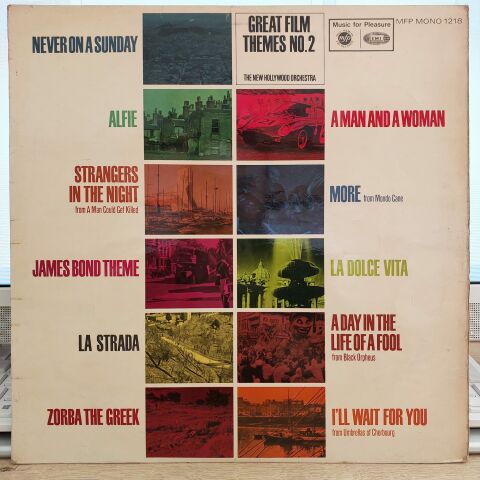 NEVER ON A SUNDAY
GREAT FILM
THEMES NO.2
THE NEW HOLLYWOOD ORCHESTRA
Music for Pleasure
mfp
EMI
MFP MONO 1218
ALFIE
A MAN AND A WOMAN
STRANGERS
IN THE NIGHT
from A Man Could Get Killed
MORE from Mondo Cane
JAMES BOND THEME
LA DOLCE VITA
LA STRADA
A DAY IN THE
LIFE OF A FOOL
from Black Orpheus
ZORBA THE GREEK
I'LL WAIT FOR YOU
from Umbrellas of Cherbourg